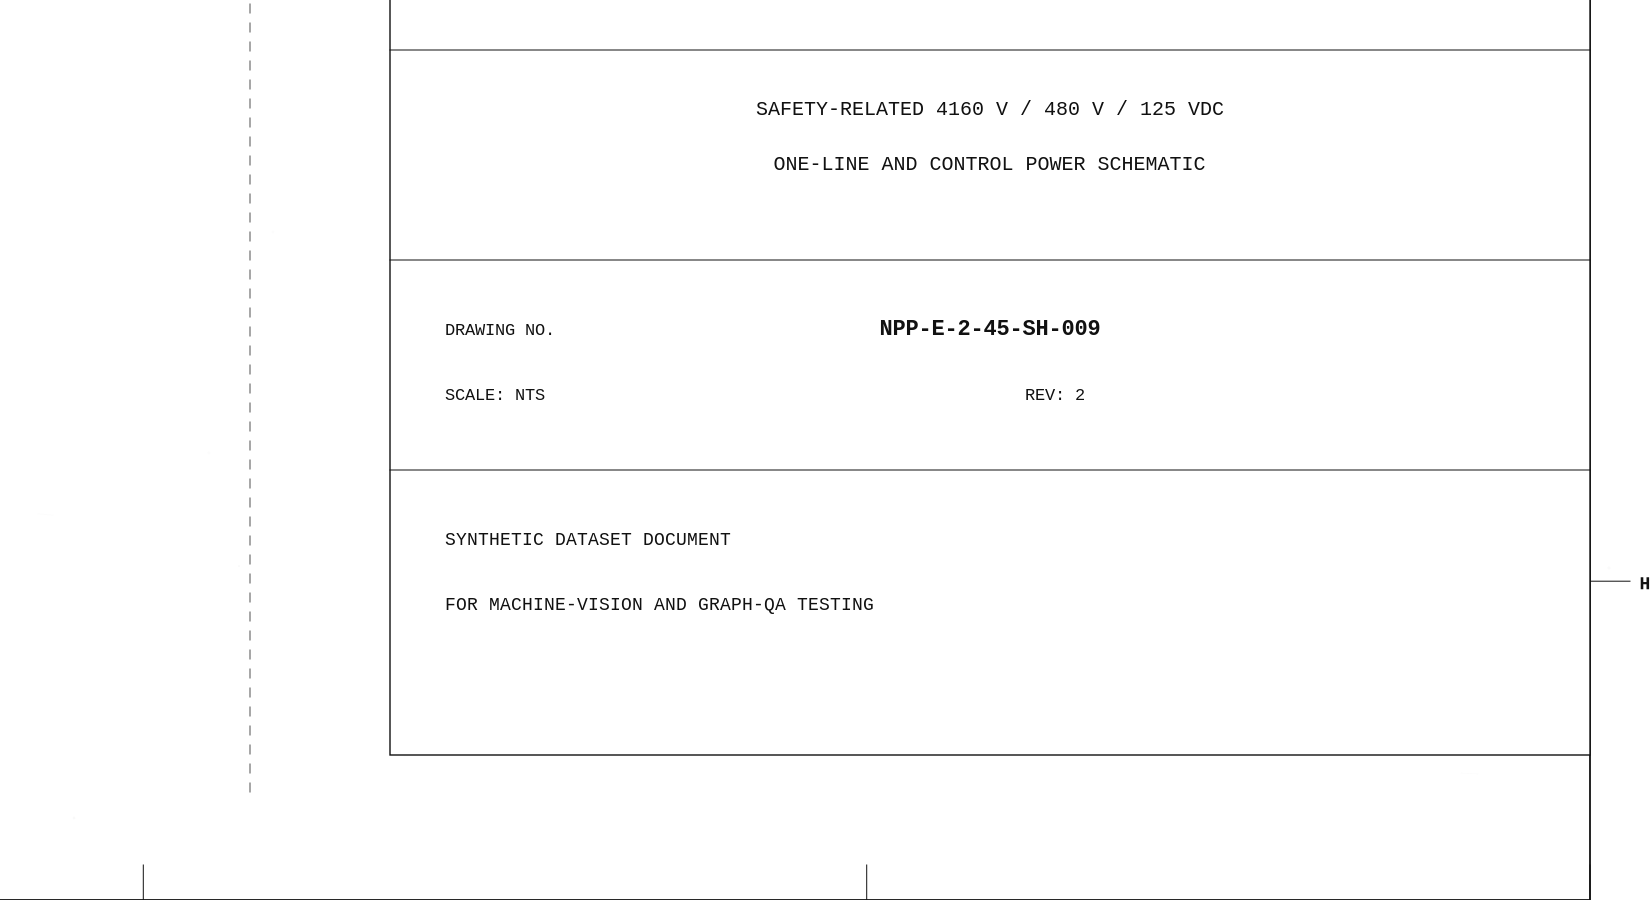 SAFETY-RELATED 4160 V / 480 V / 125 VDC
ONE-LINE AND CONTROL POWER SCHEMATIC
DRAWING NO. NPP-E-2-45-SH-009
SCALE: NTS REV: 2
SYNTHETIC DATASET DOCUMENT
H
FOR MACHINE-VISION AND GRAPH-QA TESTING